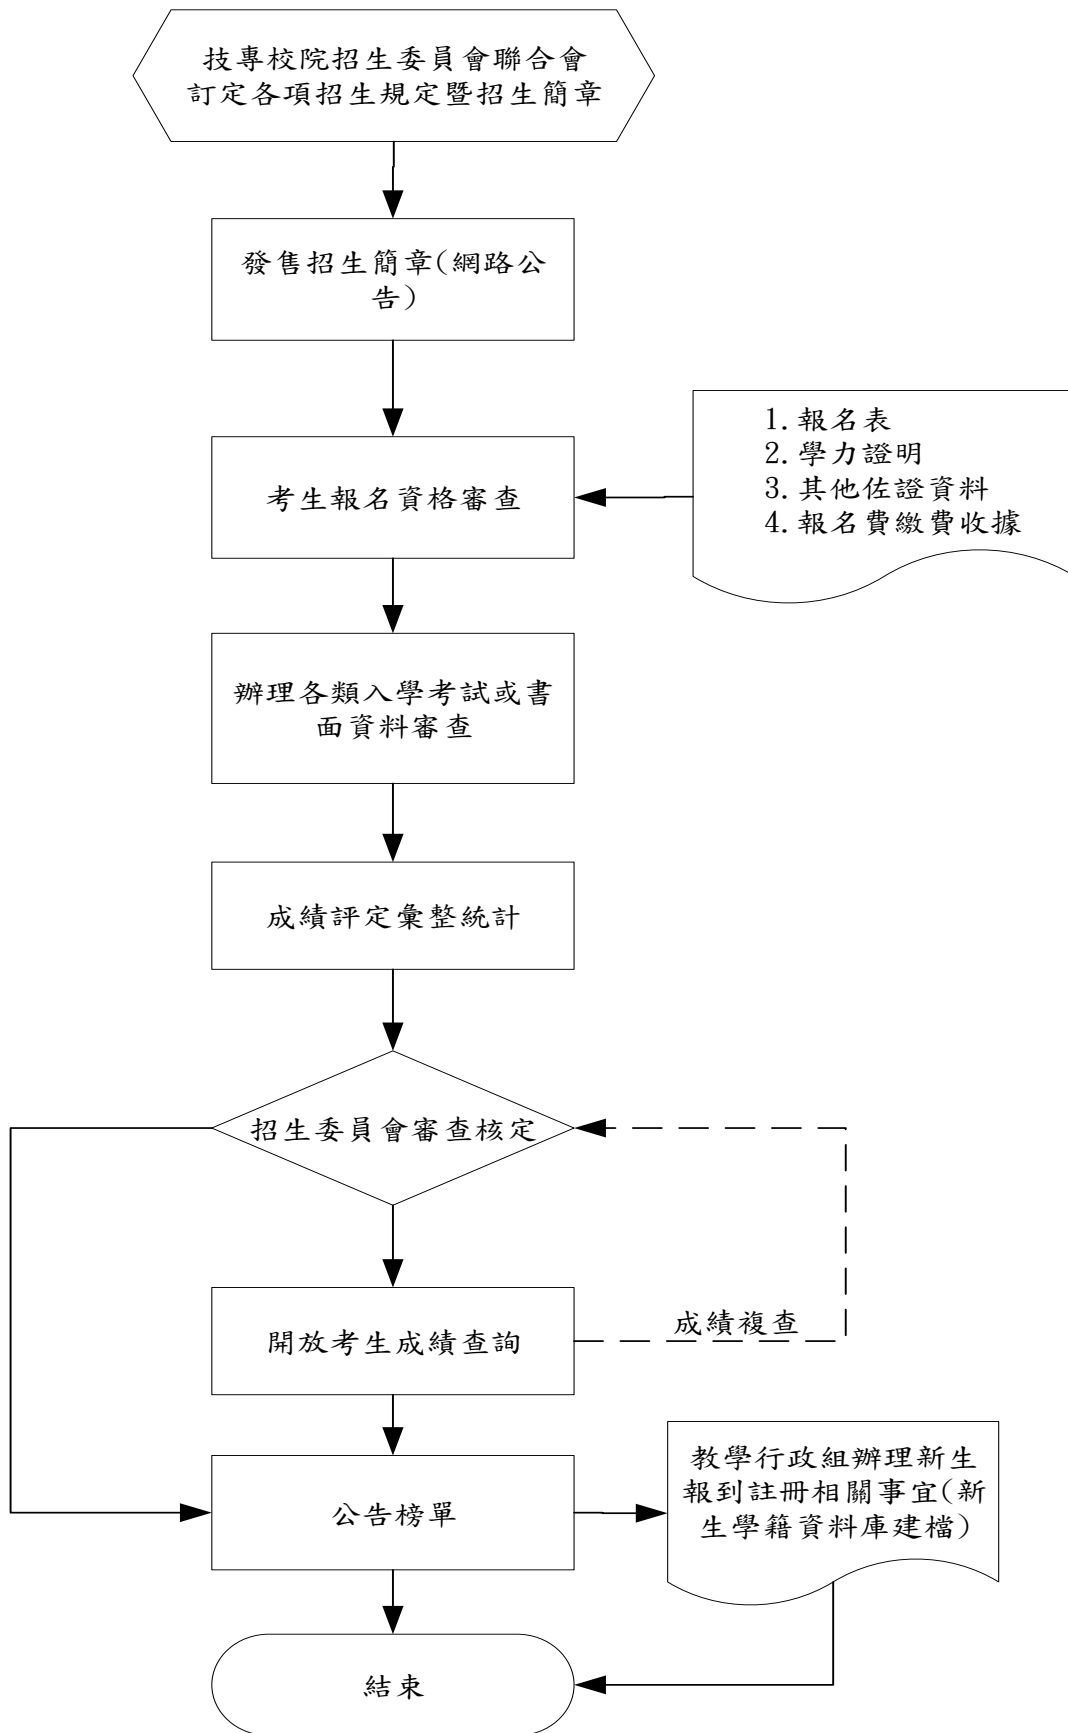 技專校院招生委員會聯合會
訂定各項招生規定暨招生簡章
發售招生簡章(網路公
告)
1.報名表
2.學力證明
3.其他佐證資料
4.報名費繳費收據
考生報名資格審查
辦理各類入學考試或書
面資料審查
成績評定彙整統計
招生委員會審查核定
成績複查
開放考生成績查詢
教學行政組辦理新生
報到註冊相關事宜(新
生學籍資料庫建檔)
公告榜單
結束